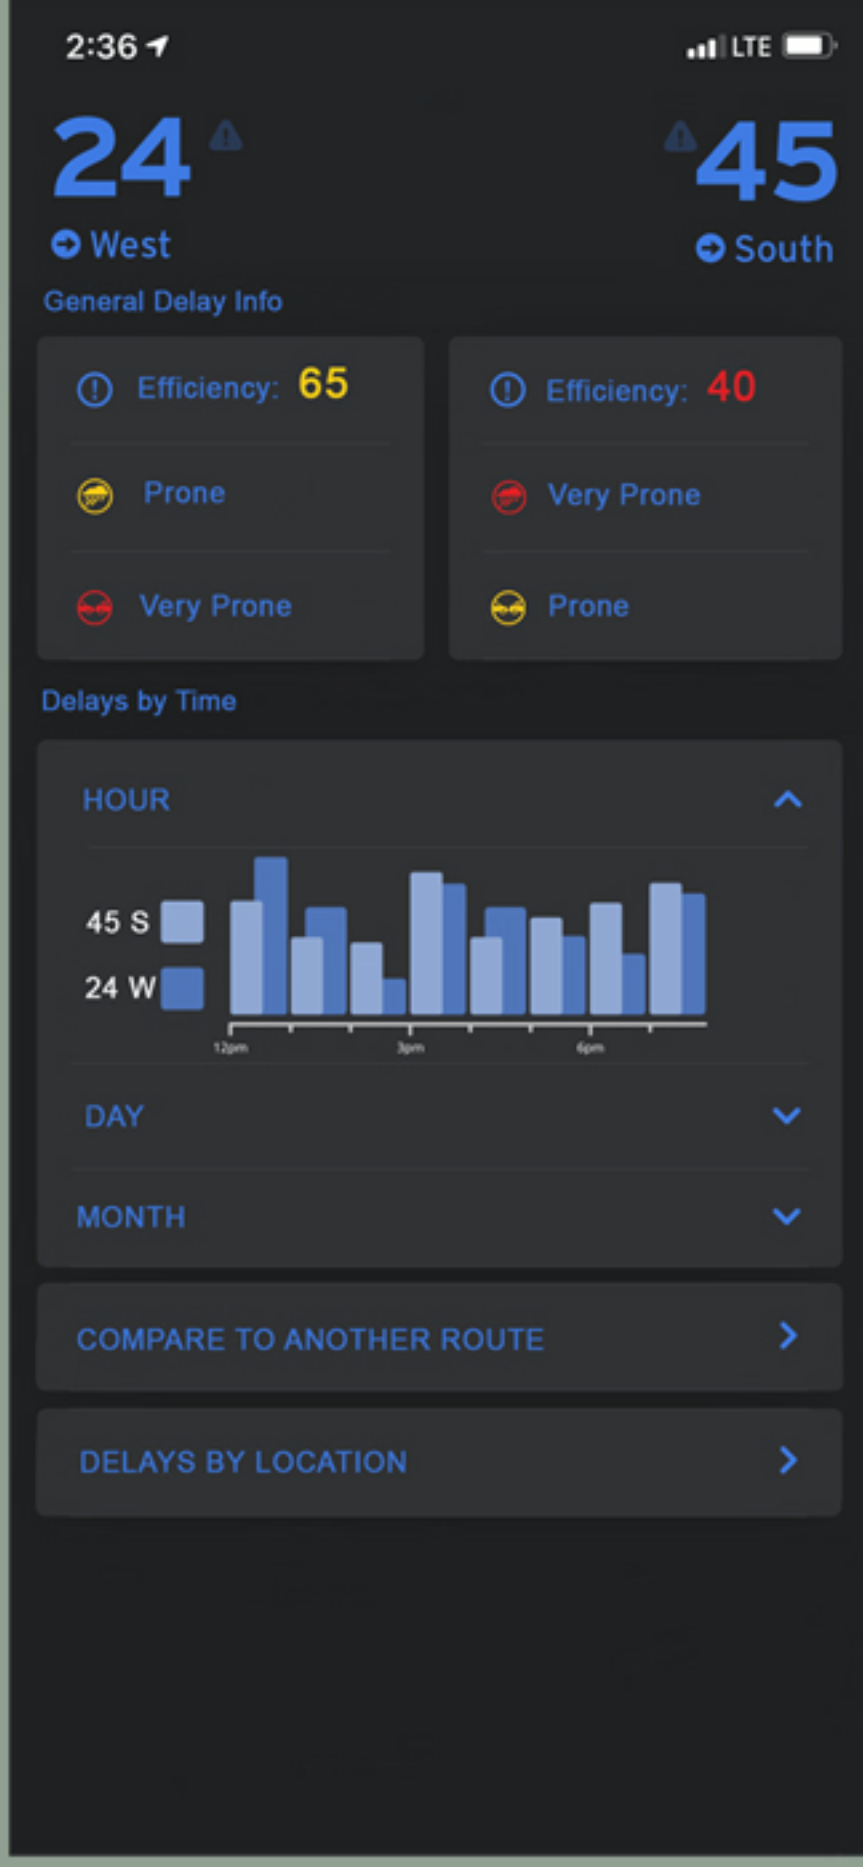 2:36 LTE
24 45
West South
General Delay Info
Efficiency: 65 Efficiency: 40
Prone Very Prone
Very Prone Prone
Delays by Time
HOUR
45 S
24 W
12pm 3pm 6pm
DAY
MONTH
COMPARE TO ANOTHER ROUTE
DELAYS BY LOCATION